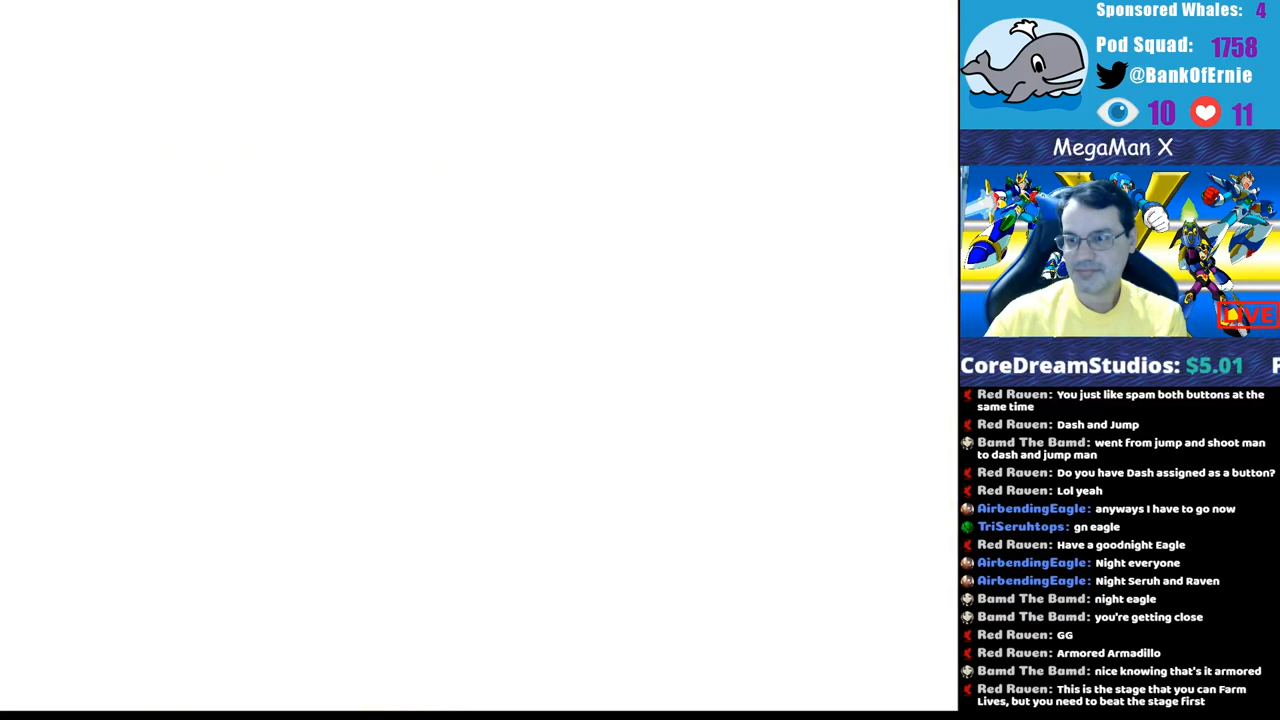 Sponsored Whales: 4
Pod Squad: 1758
@BankOfErnie
10 11
MegaMan X
LIVE
CoreDreamStudios: $5.01
Red Raven: You just like spam both buttons at the
same time
Red Raven: Dash and Jump
Bamd The Bamd: went from jump and shoot man
to dash and jump man
Red Raven: Do you have Dash assigned as a button?
Red Raven: Lol yeah
AirbendingEagle: anyways I have to go now
TriSeruhtops: gn eagle
Red Raven: Have a goodnight Eagle
AirbendingEagle: Night everyone
AirbendingEagle: Night Seruh and Raven
Bamd The Bamd: night eagle
Bamd The Bamd: you're getting close
Red Raven: GG
Red Raven: Armored Armadillo
Bamd The Bamd: nice knowing that's it armored
Red Raven: This is the stage that you can Farm
Lives, but you need to beat the stage first